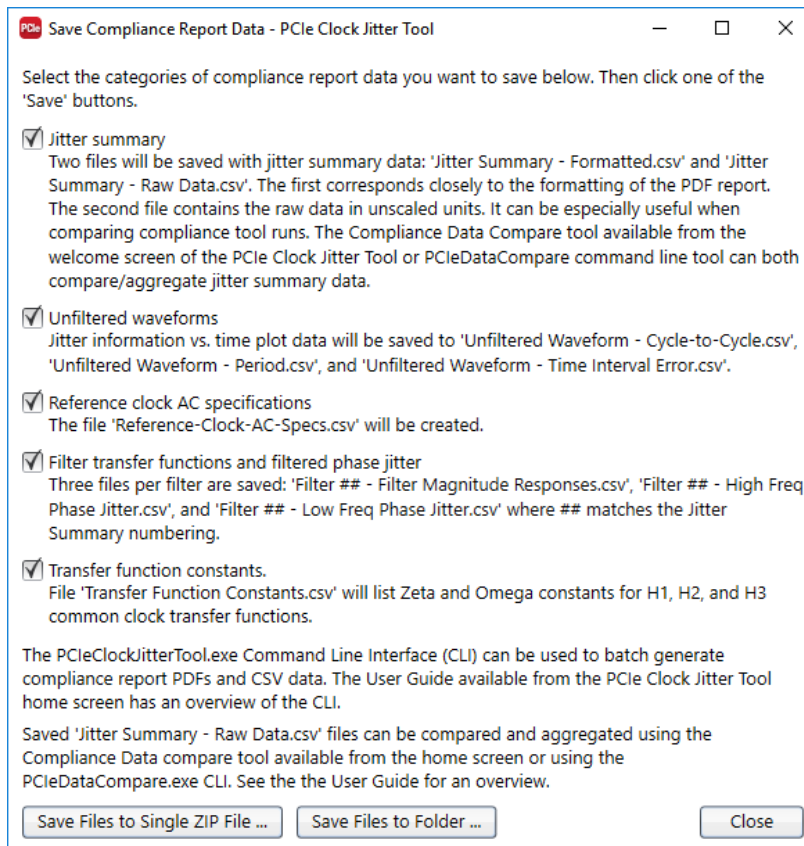 PCIe Save Compliance Report Data - PCIe Clock Jitter Tool
Select the categories of compliance report data you want to save below. Then click one of the
'Save' buttons.
Jitter summary
Two files will be saved with jitter summary data: 'Jitter Summary - Formatted.csv' and 'Jitter
Summary - Raw Data.csv'. The first corresponds closely to the formatting of the PDF report.
The second file contains the raw data in unscaled units. It can be especially useful when
comparing compliance tool runs. The Compliance Data Compare tool available from the
welcome screen of the PCIe Clock Jitter Tool or PCIeDataCompare command line tool can both
compare/aggregate jitter summary data.
Unfiltered waveforms
Jitter information vs. time plot data will be saved to 'Unfiltered Waveform - Cycle-to-Cycle.csv',
'Unfiltered Waveform - Period.csv', and 'Unfiltered Waveform - Time Interval Error.csv'.
Reference clock AC specifications
The file 'Reference-Clock-AC-Specs.csv' will be created.
Filter transfer functions and filtered phase jitter
Three files per filter are saved: 'Filter ## - Filter Magnitude Responses.csv', 'Filter ## - High Freq
Phase Jitter.csv', and 'Filter ## - Low Freq Phase Jitter.csv' where ## matches the Jitter
Summary numbering.
Transfer function constants.
File 'Transfer Function Constants.csv' will list Zeta and Omega constants for H1, H2, and H3
common clock transfer functions.
The PCIeClockJitterTool.exe Command Line Interface (CLI) can be used to batch generate
compliance report PDFs and CSV data. The User Guide available from the PCIe Clock Jitter Tool
home screen has an overview of the CLI.
Saved 'Jitter Summary - Raw Data.csv' files can be compared and aggregated using the
Compliance Data compare tool available from the home screen or using the
PCIeDataCompare.exe CLI. See the the User Guide for an overview.
Save Files to Single ZIP File ... Save Files to Folder ... Close